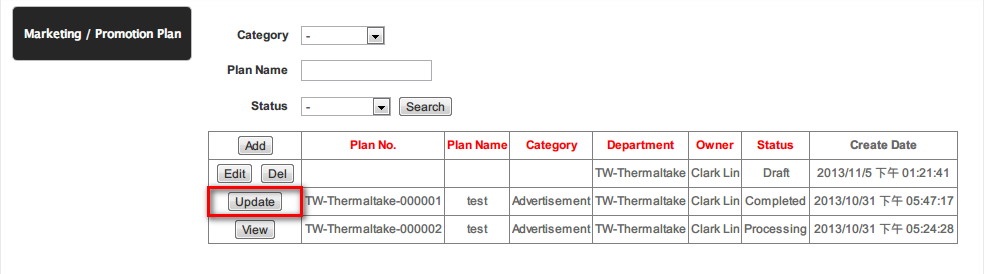 Marketing / Promotion Plan
Category -
Plan Name
Status - Search
Add Plan No. Plan Name Category Department Owner Status Create Date
Edit Del TW-Thermaltake Clark Lin Draft 2013/11/5 下午 01:21:41
Update TW-Thermaltake-000001 test Advertisement TW-Thermaltake Clark Lin Completed 2013/10/31 下午 05:47:17
View TW-Thermaltake-000002 test Advertisement TW-Thermaltake Clark Lin Processing 2013/10/31 下午 05:24:28